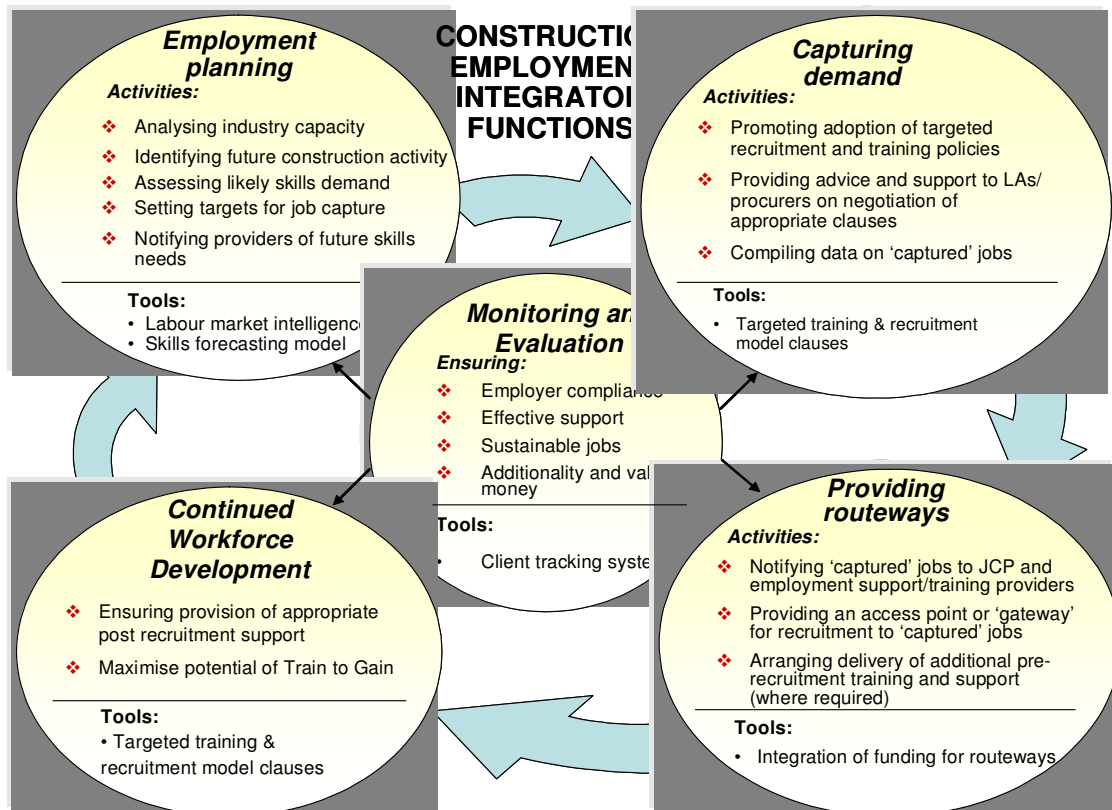 CONSTRUCTIO
EMPLOYMEN
INTEGRATO
FUNCTIONS
Employment
planning
Activities:
❖ Analysing industry capacity
❖ Identifying future construction activity
❖ Assessing likely skills demand
❖ Setting targets for job capture
❖ Notifying providers of future skills
needs
Tools:
• Labour market intelligence
• Skills forecasting model
Capturing
demand
Activities:
❖ Promoting adoption of targeted
recruitment and training policies
❖ Providing advice and support to LAs/
procurers on negotiation of
appropriate clauses
❖ Compiling data on ‘captured’ jobs
Tools:
• Targeted training & recruitment
model clauses
Monitoring an
Evaluation
Ensuring:
❖ Employer compliance
❖ Effective support
❖ Sustainable jobs
❖ Additionality and val
money
Tools:
• Client tracking syste
Continued
Workforce
Development
❖ Ensuring provision of appropriate
post recruitment support
❖ Maximise potential of Train to Gain
Tools:
• Targeted training &
recruitment model clauses
Providing
routeways
Activities:
❖ Notifying ‘captured’ jobs to JCP and
employment support/training providers
❖ Providing an access point or ‘gateway’
for recruitment to ‘captured’ jobs
❖ Arranging delivery of additional pre-
recruitment training and support
(where required)
Tools:
• Integration of funding for routeways